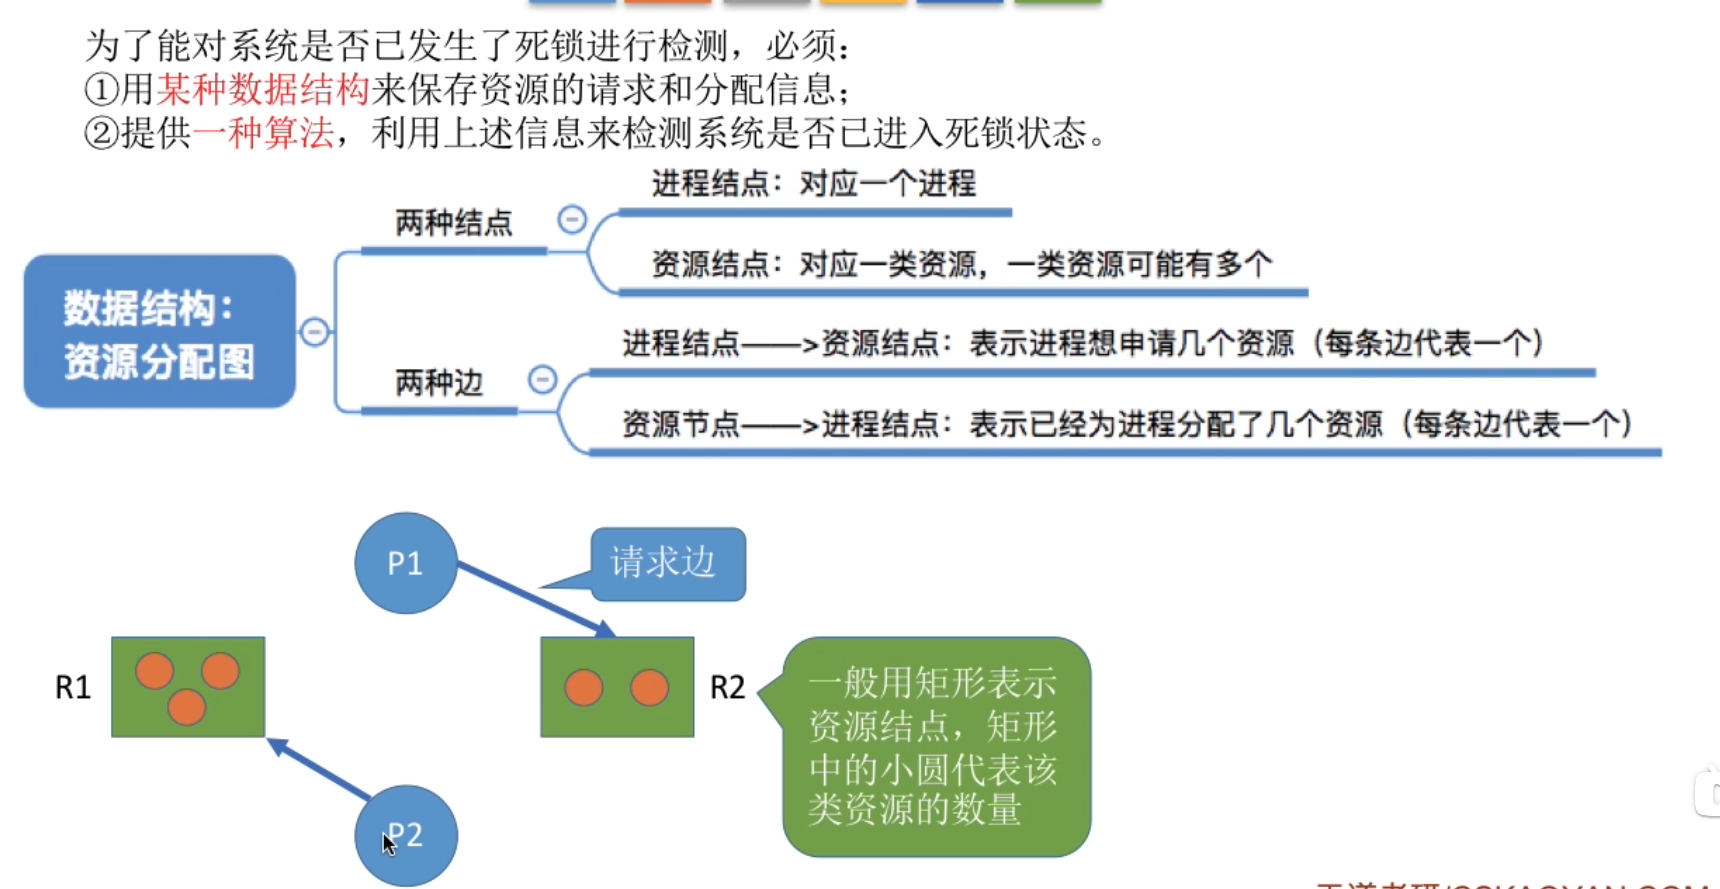 为了能对系统是否已发生了死锁进行检测，必须：
①用某种数据结构来保存资源的请求和分配信息；
②提供一种算法，利用上述信息来检测系统是否已进入死锁状态。
进程结点：对应一个进程
两种结点
资源结点：对应一类资源，一类资源可能有多个
数据结构：
资源分配图
进程结点——>资源结点：表示进程想申请几个资源（每条边代表一个）
两种边
资源节点——>进程结点：表示已经为进程分配了几个资源（每条边代表一个）
P1
请求边
R1
R2
一般用矩形表示
资源结点，矩形
中的小圆代表该
类资源的数量
P2